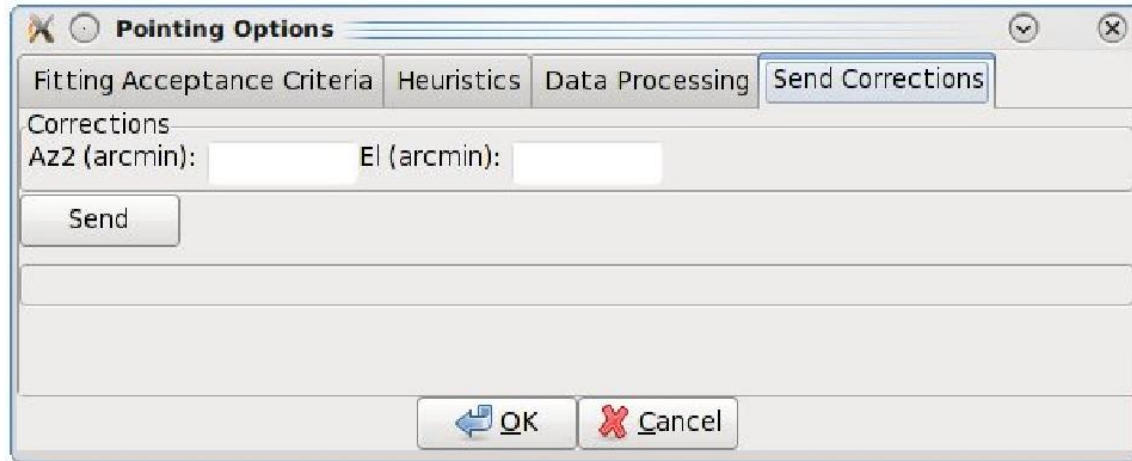 Pointing Options
Fitting Acceptance Criteria Heuristics Data Processing Send Corrections
Corrections
Az2 (arcmin): El (arcmin):
Send
OK Cancel